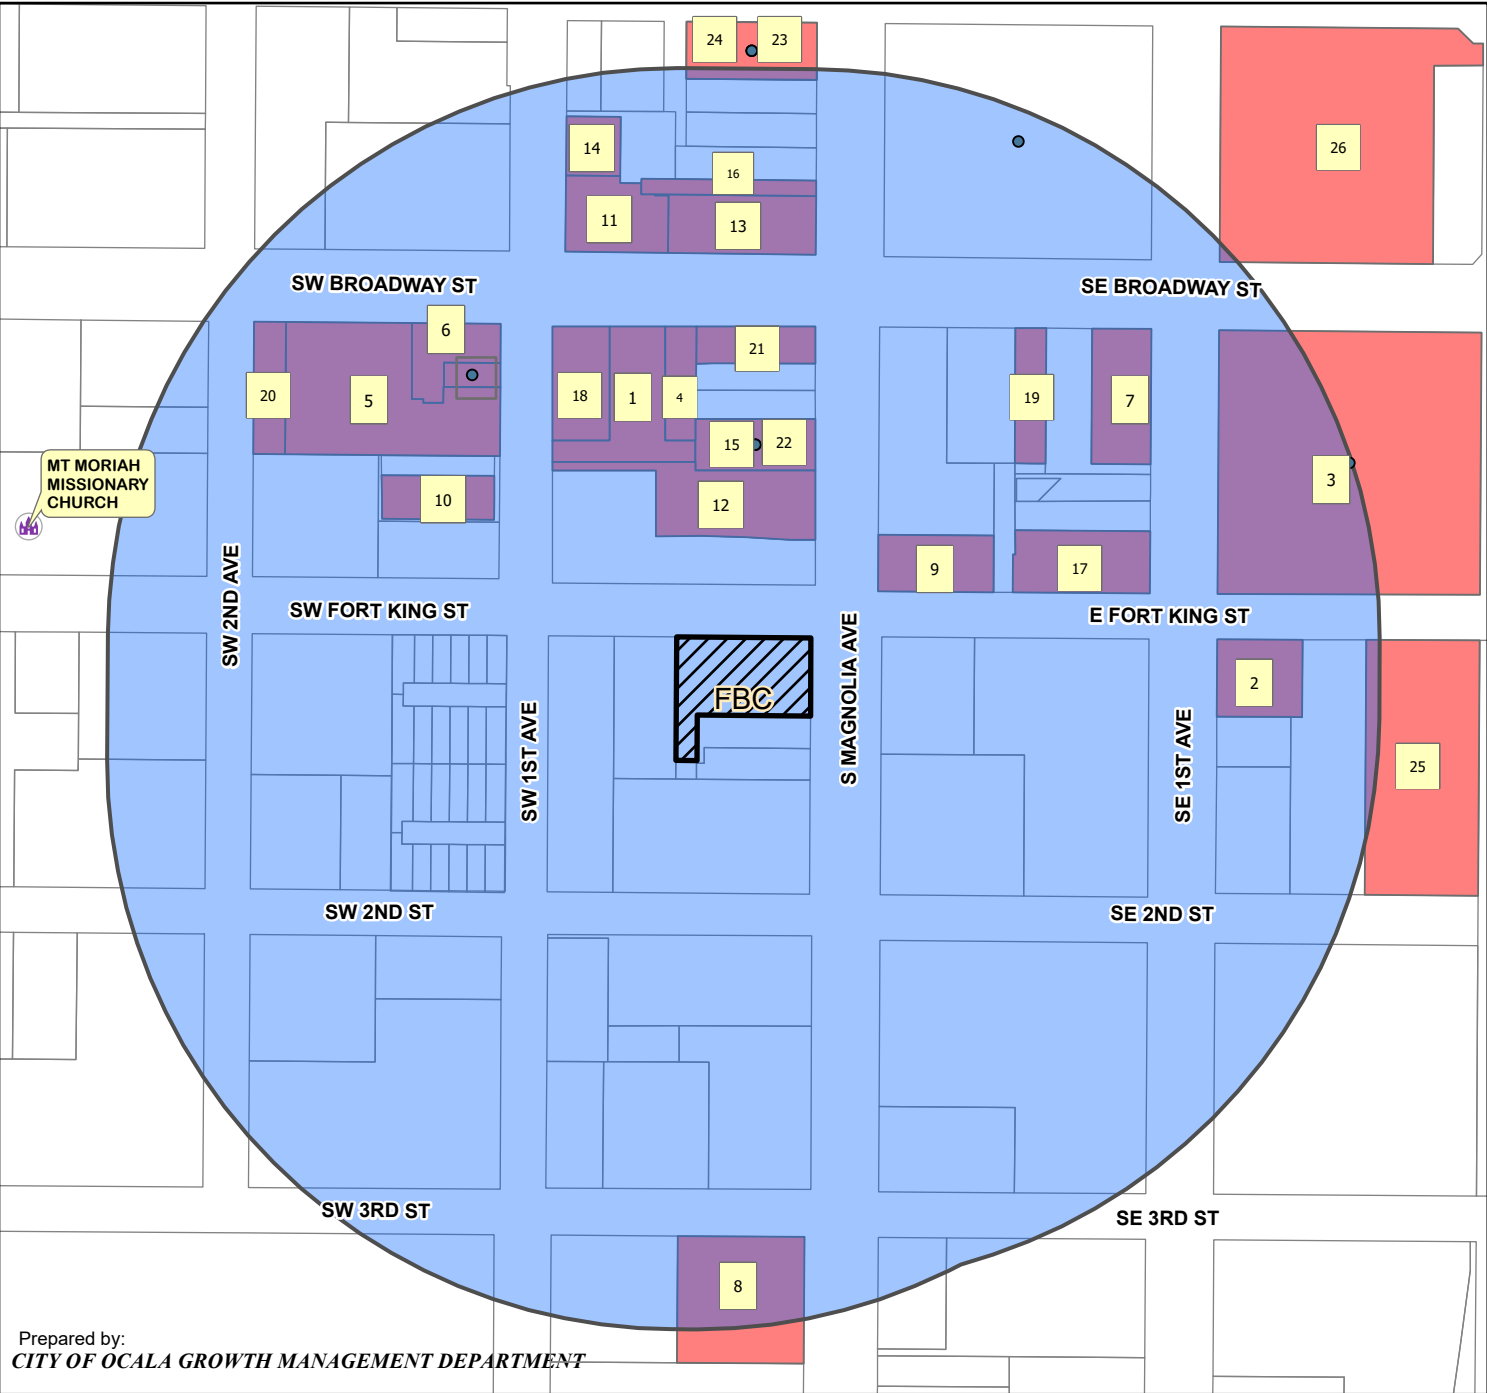 24
23
14
16
26
11
13
SW BROADWAY ST
SE BROADWAY ST
6
21
20
5
18
1
4
19
7
15
22
MT MORIAH
MISSIONARY
CHURCH
10
12
3
9
17
SW 2ND AVE
SW FORT KING ST
E FORT KING ST
S MAGNOLIA AVE
FBC
2
SW 1ST AVE
SE 1ST AVE
25
SW 2ND ST
SE 2ND ST
SW 3RD ST
SE 3RD ST
8
Prepared by:
CITY OF OCALA GROWTH MANAGEMENT DEPARTMENT